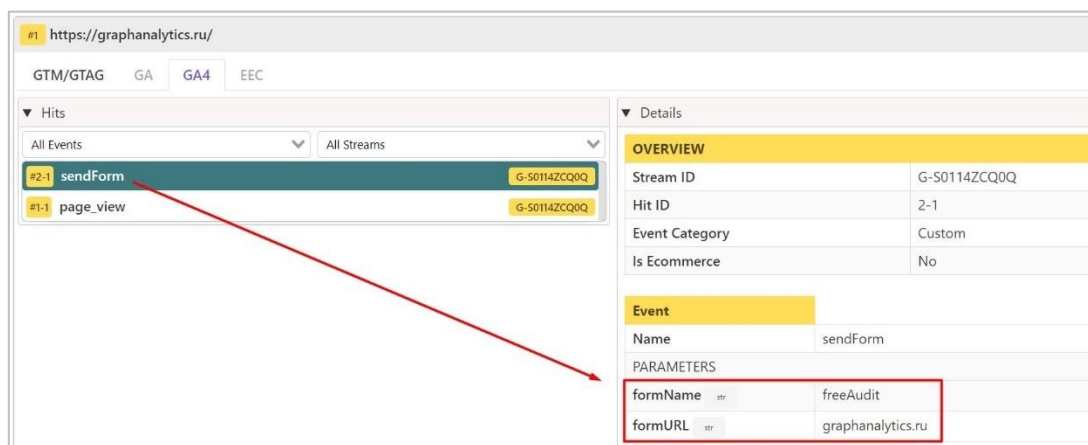 #1 https://graphanalytics.ru/
GTM/GTAG GA GA4 EEC
▼ Hits
All Events All Streams
#2-1 sendForm G-S0114ZCQ0Q
#1-1 page_view G-S0114ZCQ0Q
▼ Details
OVERVIEW
Stream ID G-S0114ZCQ0Q
Hit ID 2-1
Event Category Custom
Is Ecommerce No
Event
Name sendForm
PARAMETERS
formName str freeAudit
formURL str graphanalytics.ru